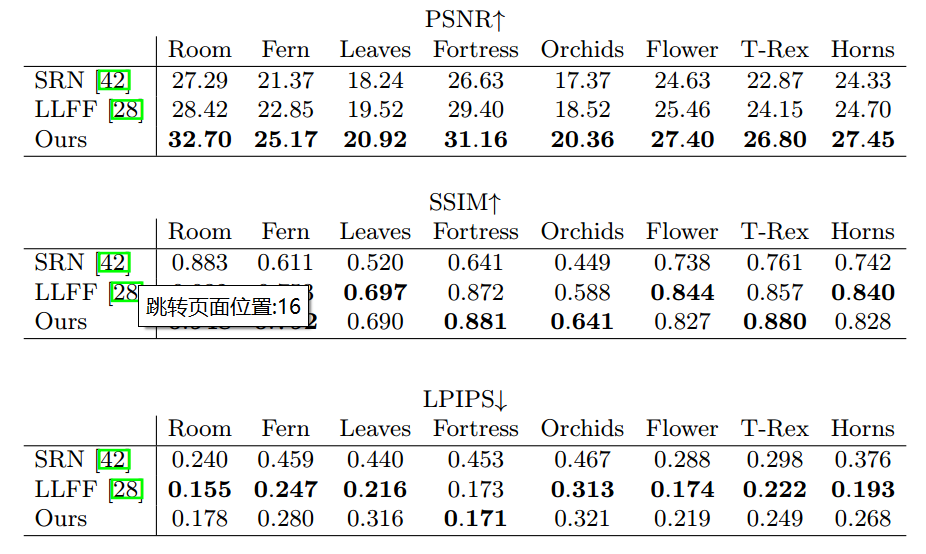 PSNR↑
Room Fern Leaves Fortress Orchids Flower T-Rex Horns
SRN [42] 27.29 21.37 18.24 26.63 17.37 24.63 22.87 24.33
LLFF [28] 28.42 22.85 19.52 29.40 18.52 25.46 24.15 24.70
Ours 32.70 25.17 20.92 31.16 20.36 27.40 26.80 27.45
SSIM↑
Room Fern Leaves Fortress Orchids Flower T-Rex Horns
SRN [42] 0.883 0.611 0.520 0.641 0.449 0.738 0.761 0.742
LLFF [28 0.697 0.872 0.588 0.844 0.857 0.840
跳转页面位置:16
Ours 0.690 0.881 0.641 0.827 0.880 0.828
LPIPS↓
Room Fern Leaves Fortress Orchids Flower T-Rex Horns
SRN [42] 0.240 0.459 0.440 0.453 0.467 0.288 0.298 0.376
LLFF [28] 0.155 0.247 0.216 0.173 0.313 0.174 0.222 0.193
Ours 0.178 0.280 0.316 0.171 0.321 0.219 0.249 0.268